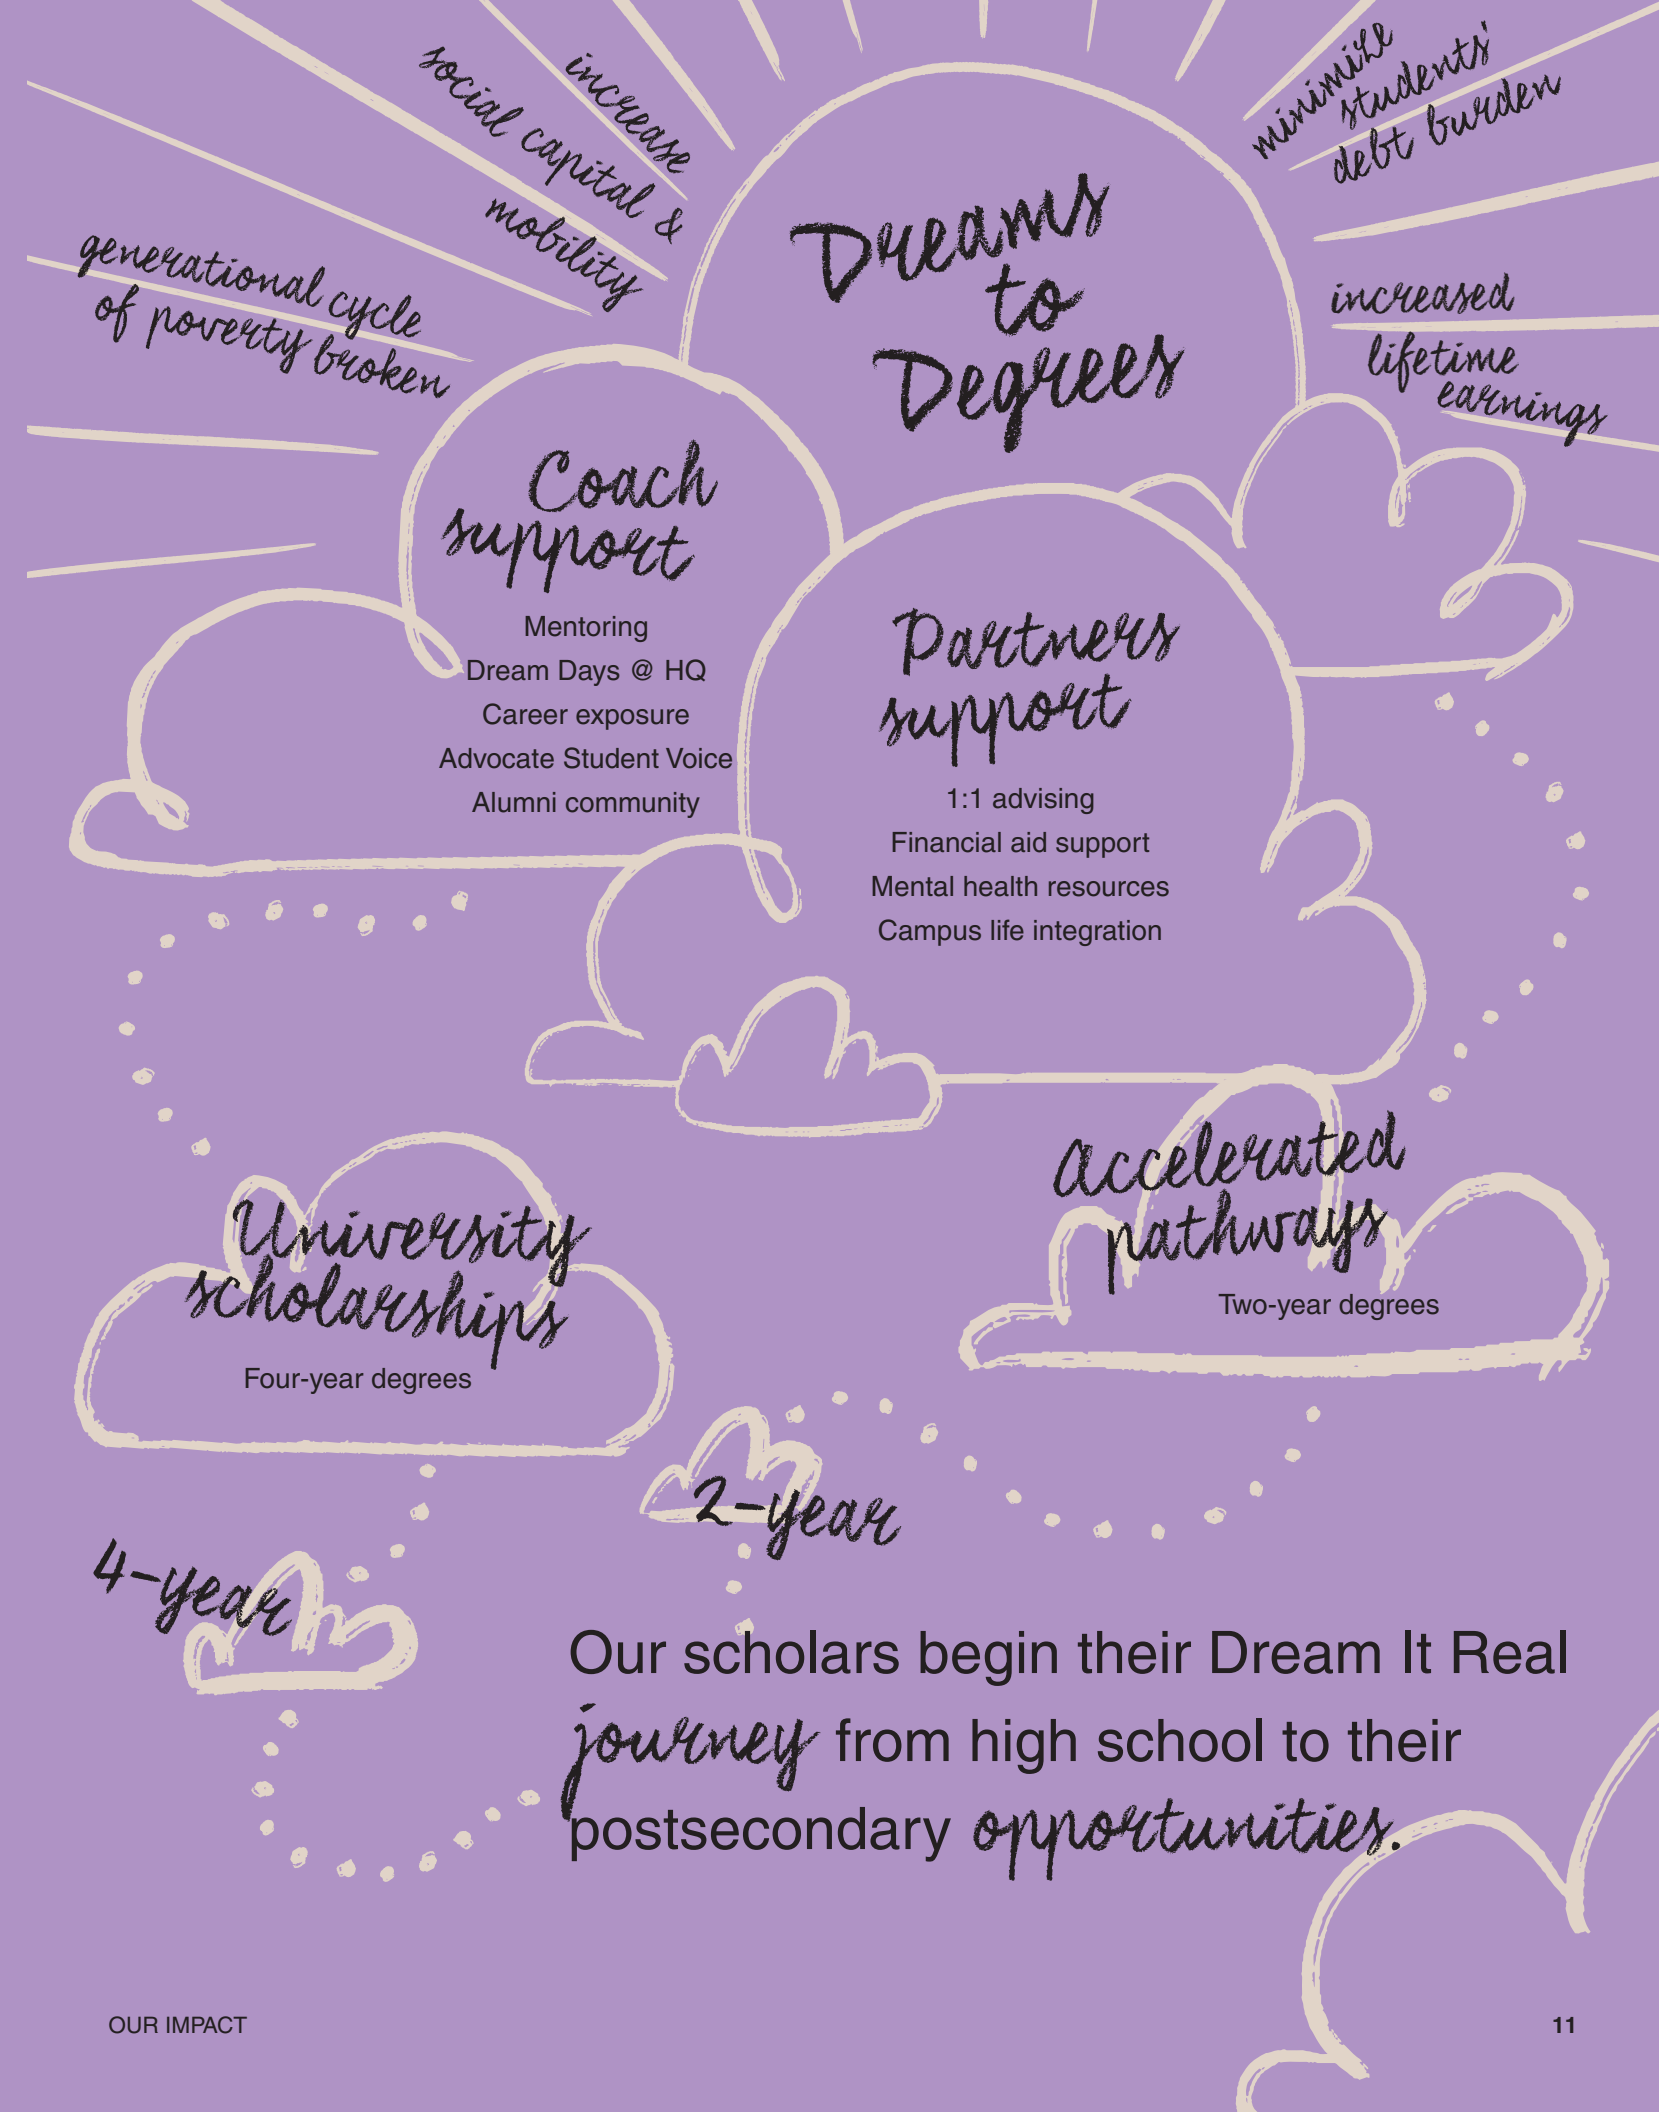 increase
social capital &
mobility
minimize
students'
debt burden
generational cycle
of poverty broken
increased
lifetime
earnings
Dreams
to
Degrees
Coach
support
Mentoring
Dream Days @ HQ
Career exposure
Advocate Student Voice
Alumni community
Partners
support
1:1 advising
Financial aid support
Mental health resources
Campus life integration
University
scholarships
Four-year degrees
Accelerated
pathways
Two-year degrees
2-year
4-year
Our scholars begin their Dream It Real
journey from high school to their
postsecondary opportunities.
OUR IMPACT
11